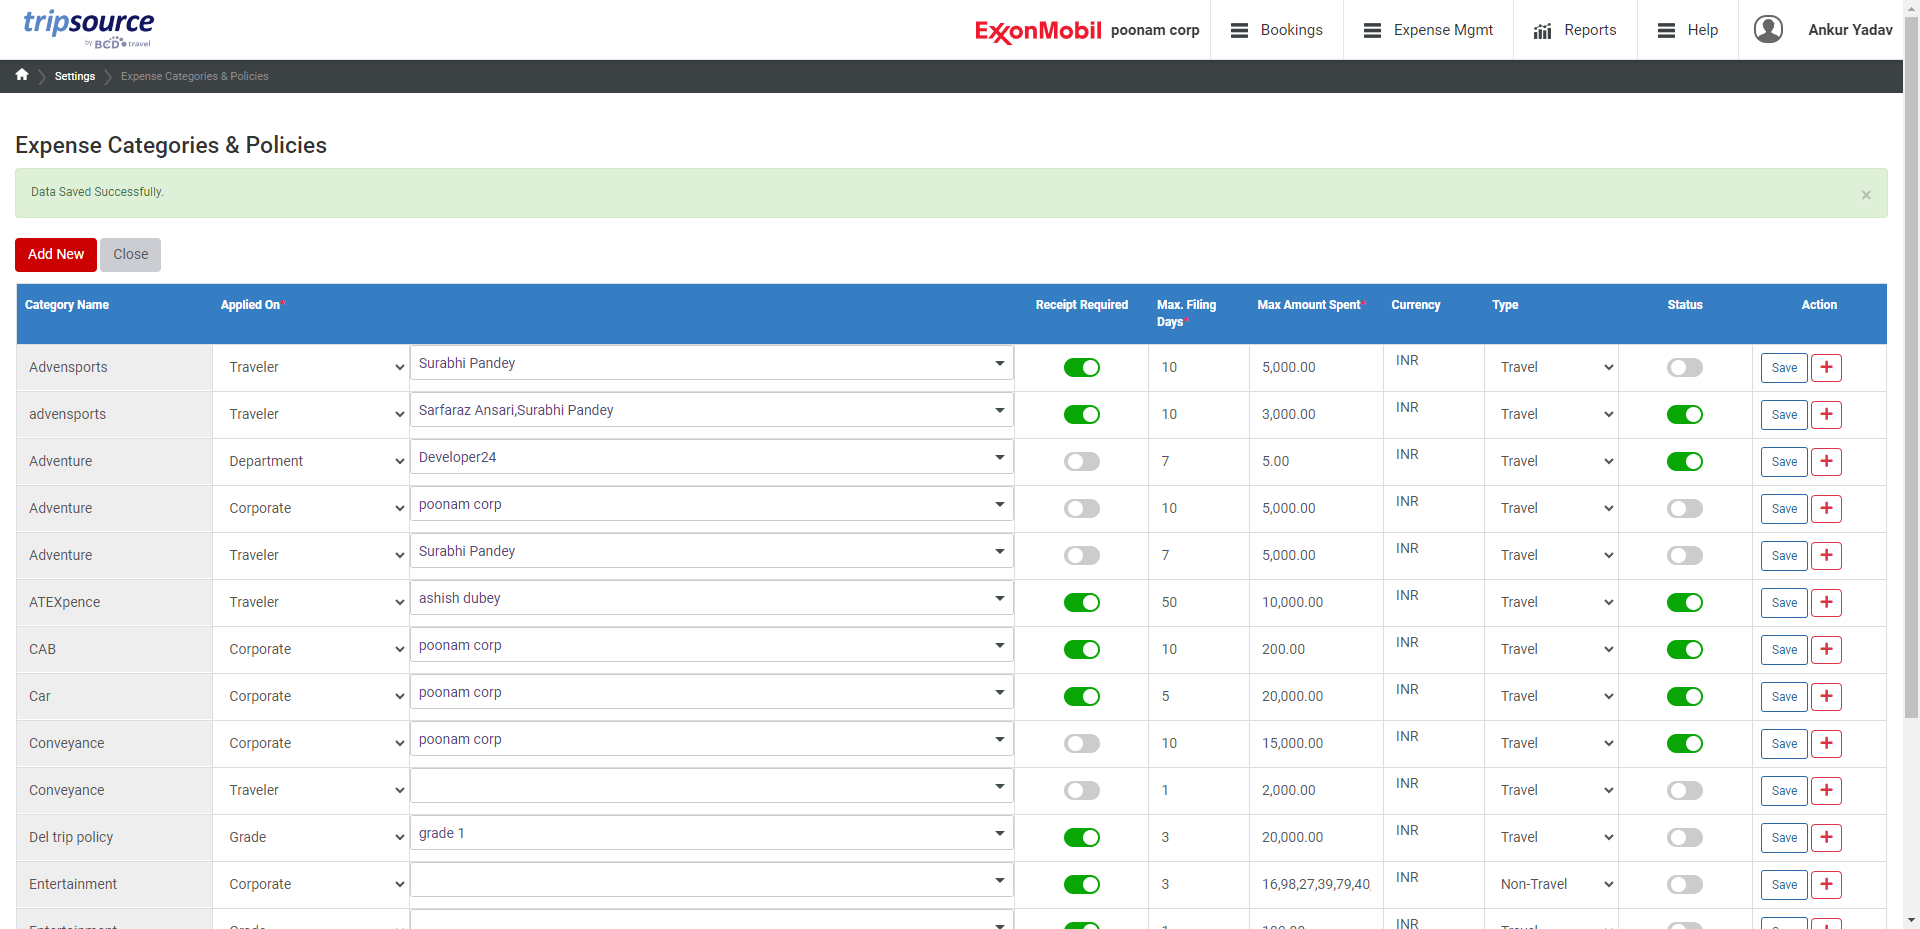 tripsource
by BCD travel
ExxonMobil poonam corp Bookings Expense Mgmt Reports Help Ankur Yadav
Settings Expense Categories & Policies
Expense Categories & Policies
Data Saved Successfully. ×
Add New Close
Category Name Applied On* Receipt Required Max. Filing Days* Max Amount Spent* Currency Type Status Action
Advensports Traveler Surabhi Pandey 10 5,000.00 INR Travel Save +
advensports Traveler Sarfaraz Ansari,Surabhi Pandey 10 3,000.00 INR Travel Save +
Adventure Department Developer24 7 5.00 INR Travel Save +
Adventure Corporate poonam corp 10 5,000.00 INR Travel Save +
Adventure Traveler Surabhi Pandey 7 5,000.00 INR Travel Save +
ATEXpence Traveler ashish dubey 50 10,000.00 INR Travel Save +
CAB Corporate poonam corp 10 200.00 INR Travel Save +
Car Corporate poonam corp 5 20,000.00 INR Travel Save +
Conveyance Corporate poonam corp 10 15,000.00 INR Travel Save +
Conveyance Traveler 1 2,000.00 INR Travel Save +
Del trip policy Grade grade 1 3 20,000.00 INR Travel Save +
Entertainment Corporate 3 16,98,27,39,79,40, INR Non-Travel Save +
Entertainment Grade INR Travel Save